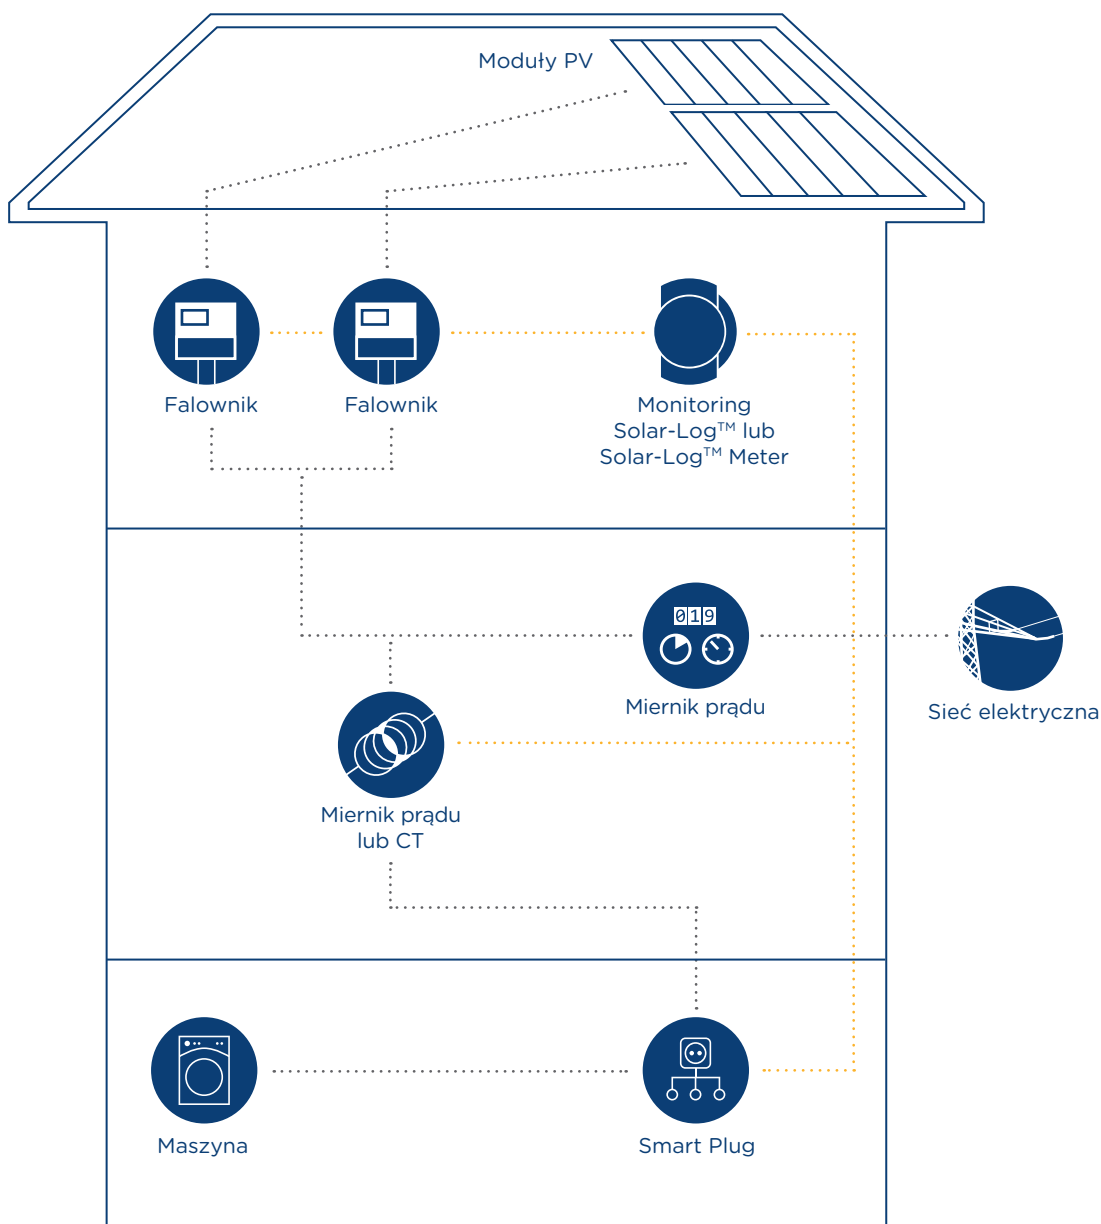 Moduły PV
Falownik
Falownik
Monitoring
Solar-Log™ lub
Solar-Log™ Meter
019
Miernik prądu
Sieć elektryczna
Miernik prądu
lub CT
Maszyna
Smart Plug